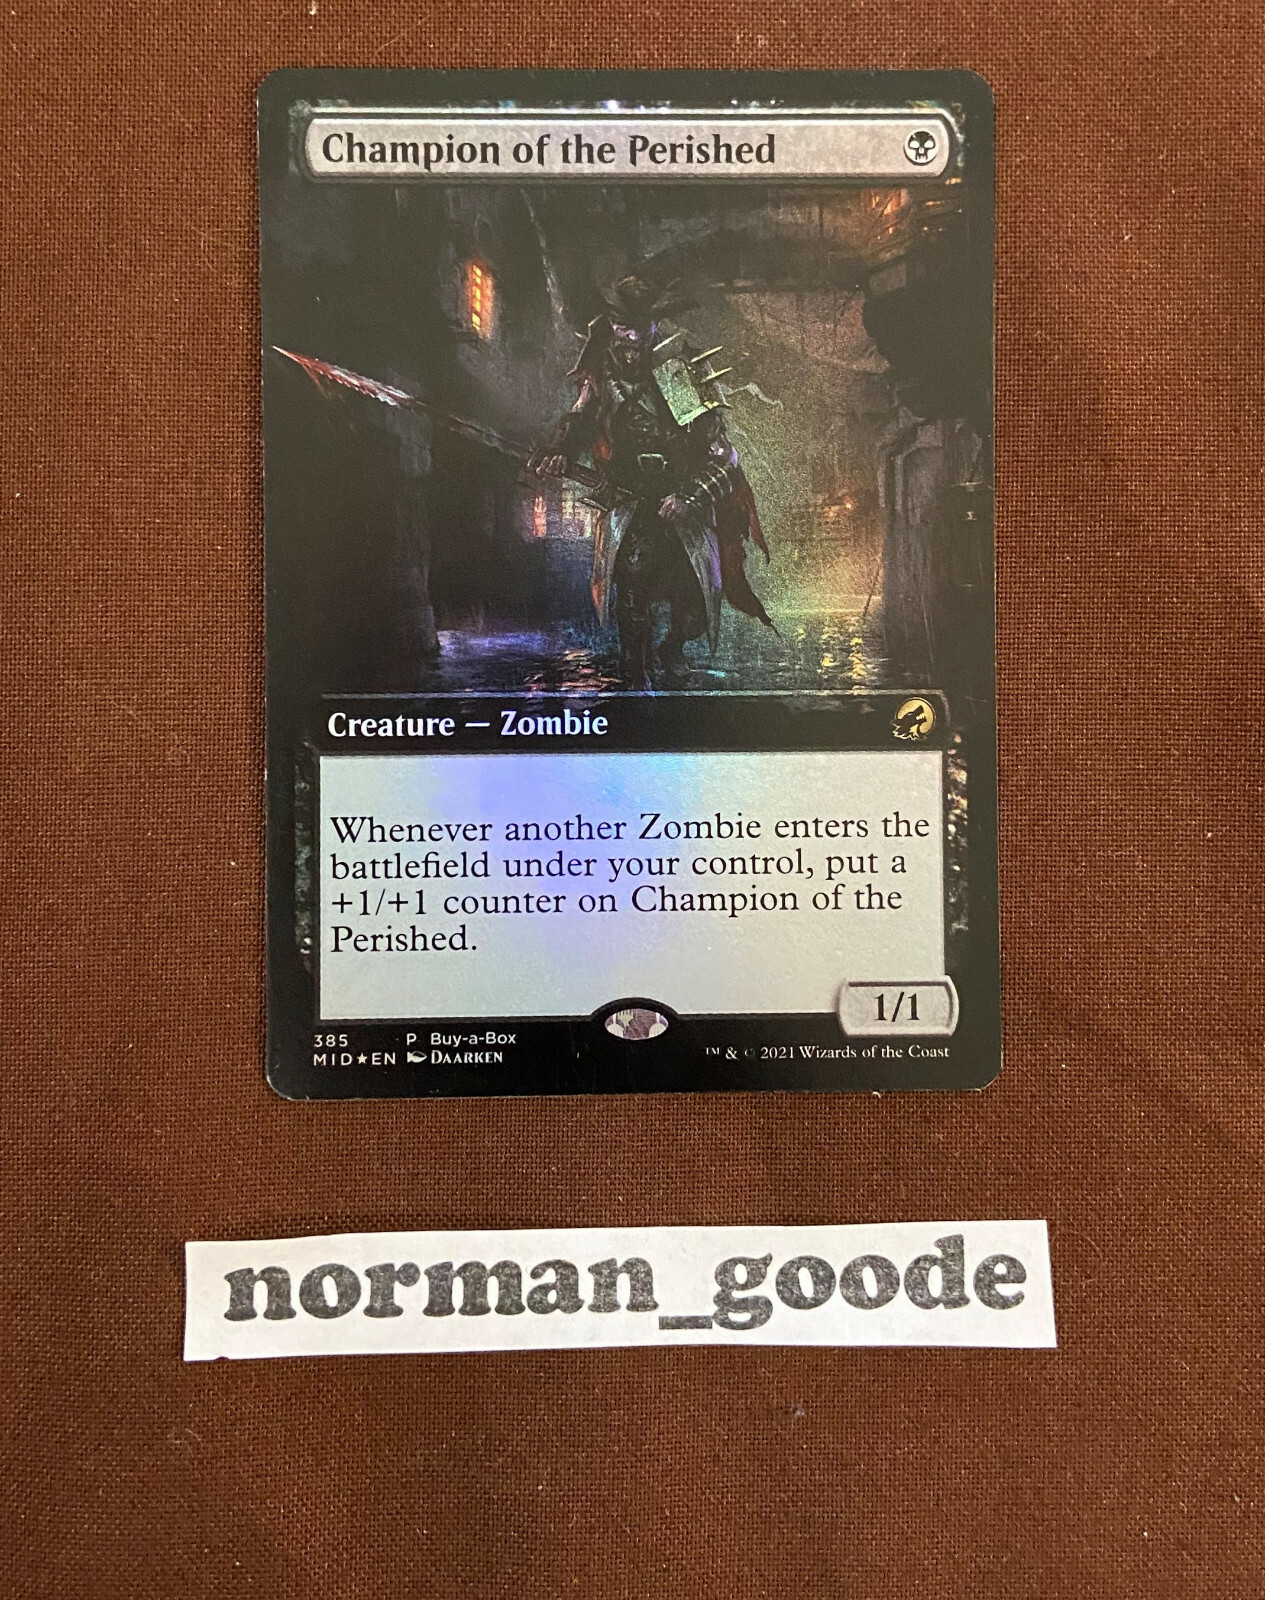 Champion of the Perished
Creature — Zombie
Whenever another Zombie enters the
battlefield under your control, put a
+1/+1 counter on Champion of the
Perished.
1/1
385 P Buy-a-Box
MID★EN DAARKEN
™ & © 2021 Wizards of the Coast
norman_goode